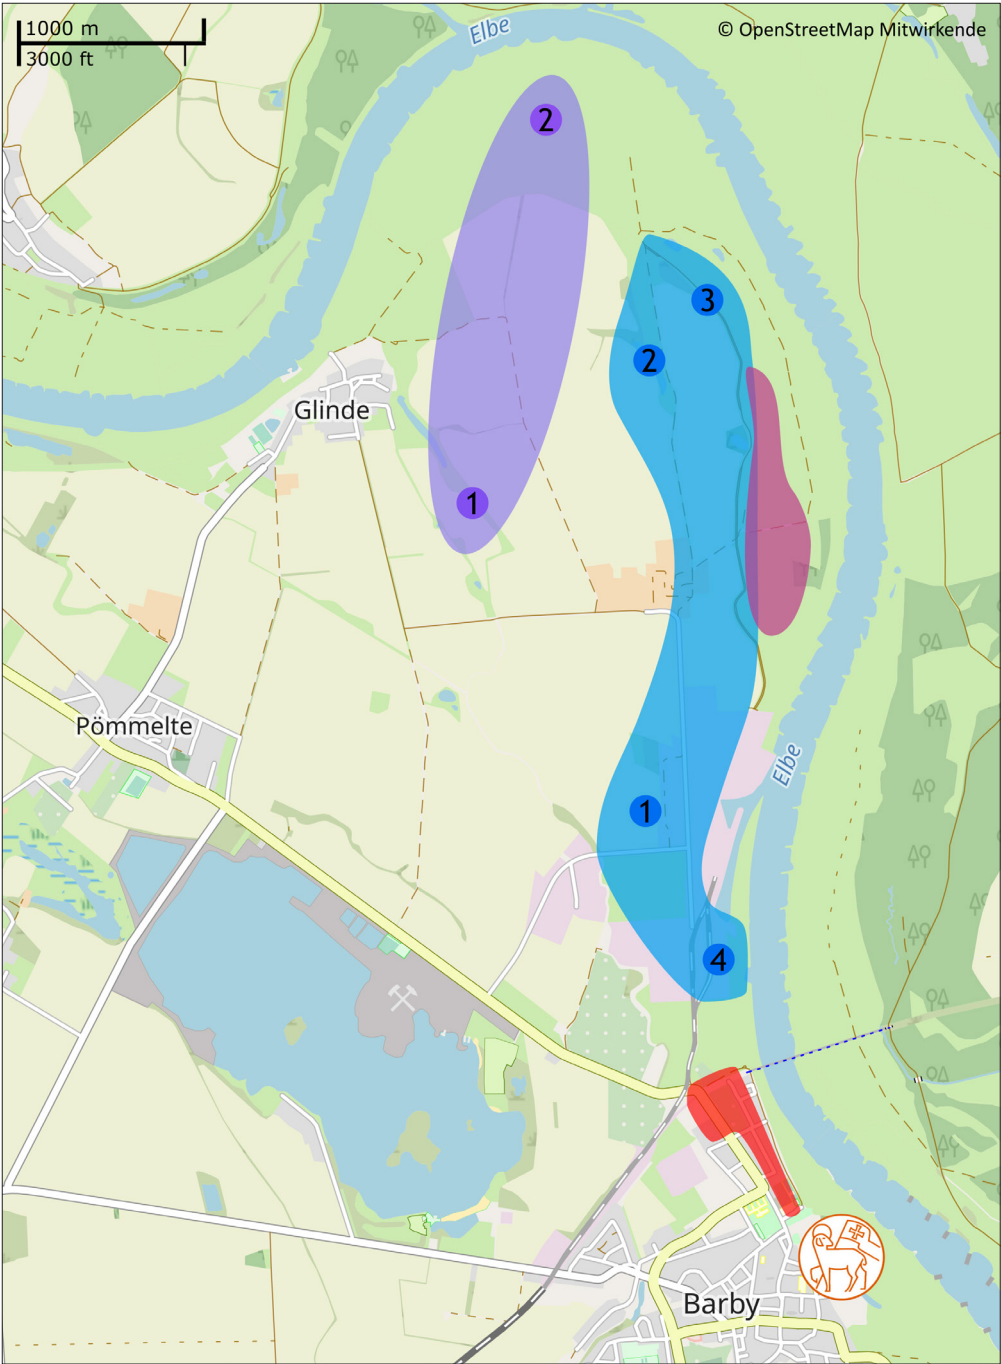 1000 m
3000 ft
Elbe
© OpenStreetMap Mitwirkende
2
3
2
Glinde
1
Pömmelte
Elbe
1
4
Barby